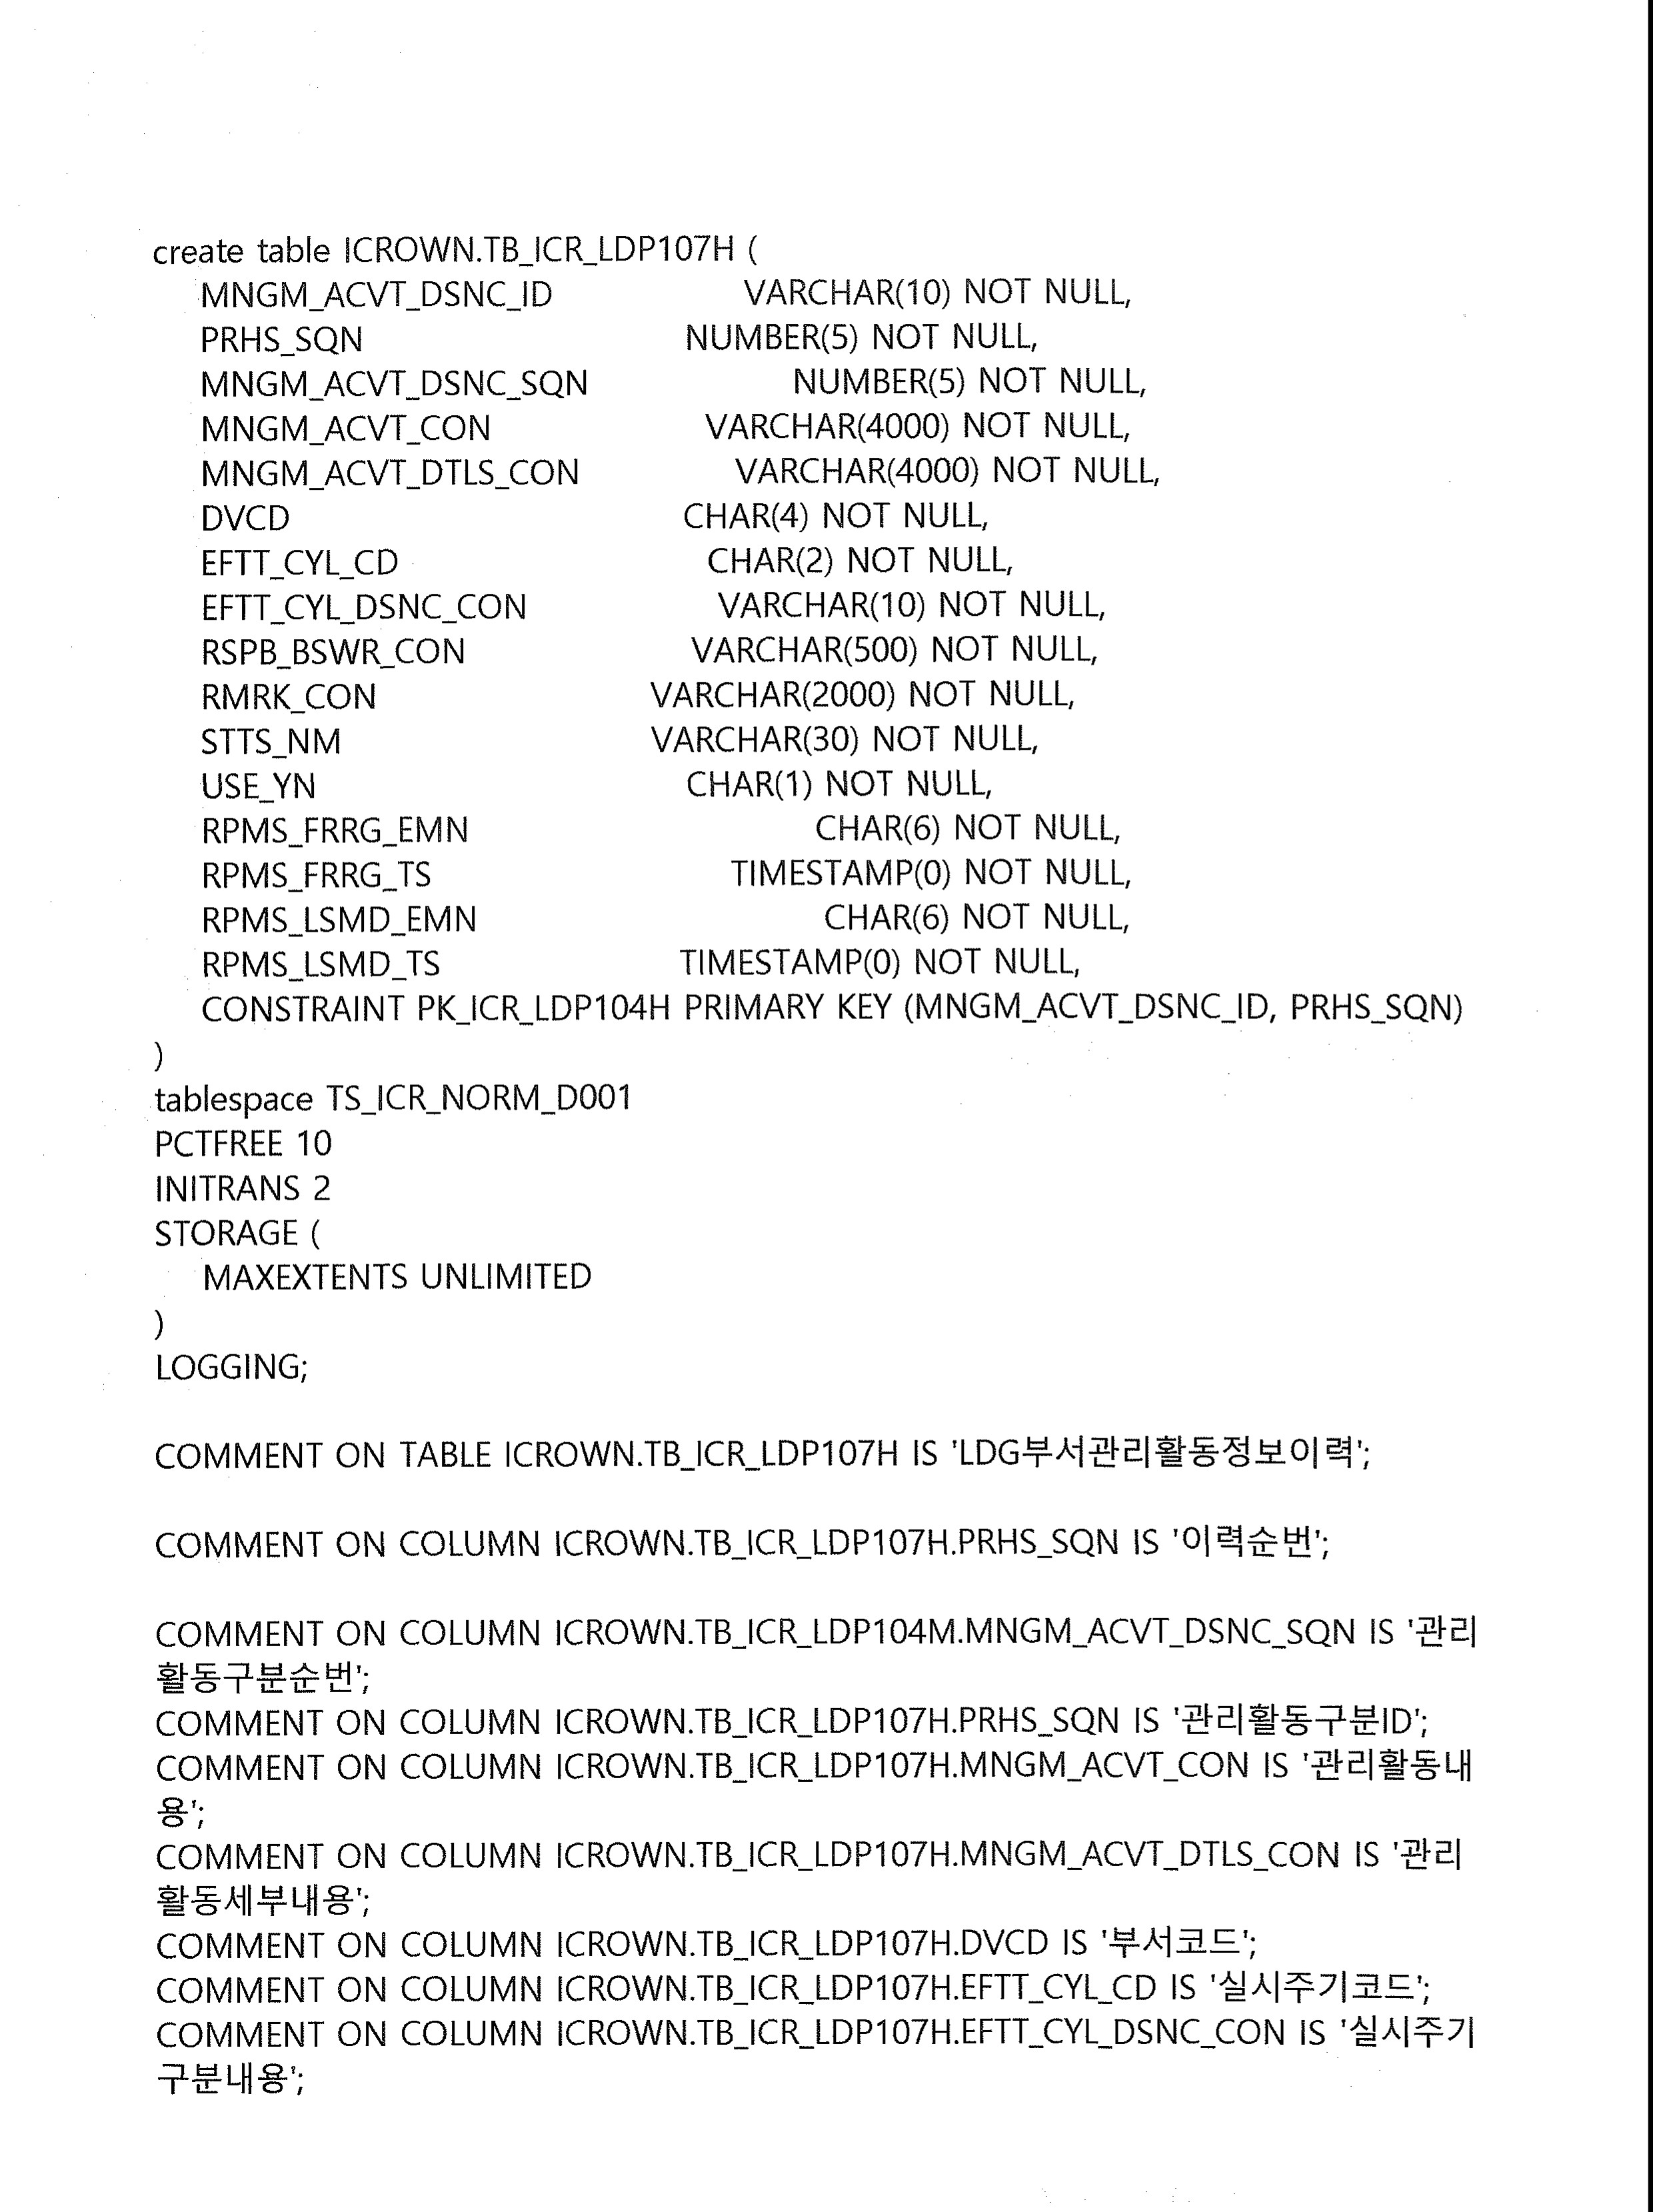 create table ICROWN.TB_ICR_LDP107H (
MNGM_ACVT_DSNC_ID VARCHAR(10) NOT NULL,
PRHS_SQN NUMBER(5) NOT NULL,
MNGM_ACVT_DSNC_SQN NUMBER(5) NOT NULL,
MNGM_ACVT_CON VARCHAR(4000) NOT NULL,
MNGM_ACVT_DTLS_CON VARCHAR(4000) NOT NULL,
DVCD CHAR(4) NOT NULL,
EFTT_CYL_CD CHAR(2) NOT NULL,
EFTT_CYL_DSNC_CON VARCHAR(10) NOT NULL,
RSPB_BSWR_CON VARCHAR(500) NOT NULL,
RMRK_CON VARCHAR(2000) NOT NULL,
STTS_NM VARCHAR(30) NOT NULL,
USE_YN CHAR(1) NOT NULL,
RPMS_FRRG_EMN CHAR(6) NOT NULL,
RPMS_FRRG_TS TIMESTAMP(0) NOT NULL,
RPMS_LSMD_EMN CHAR(6) NOT NULL,
RPMS_LSMD_TS TIMESTAMP(0) NOT NULL,
CONSTRAINT PK_ICR_LDP104H PRIMARY KEY (MNGM_ACVT_DSNC_ID, PRHS_SQN)
)
tablespace TS_ICR_NORM_D001
PCTFREE 10
INITRANS 2
STORAGE (
MAXEXTENTS UNLIMITED
)
LOGGING;
COMMENT ON TABLE ICROWN.TB_ICR_LDP107H IS 'LDG부서관리활동정보이력';
COMMENT ON COLUMN ICROWN.TB_ICR_LDP107H.PRHS_SQN IS '이력순번';
COMMENT ON COLUMN ICROWN.TB_ICR_LDP104M.MNGM_ACVT_DSNC_SQN IS '관리
활동구분순번';
COMMENT ON COLUMN ICROWN.TB_ICR_LDP107H.PRHS_SQN IS '관리활동구분ID';
COMMENT ON COLUMN ICROWN.TB_ICR_LDP107H.MNGM_ACVT_CON IS '관리활동내
용';
COMMENT ON COLUMN ICROWN.TB_ICR_LDP107H.MNGM_ACVT_DTLS_CON IS '관리
활동세부내용';
COMMENT ON COLUMN ICROWN.TB_ICR_LDP107H.DVCD IS '부서코드';
COMMENT ON COLUMN ICROWN.TB_ICR_LDP107H.EFTT_CYL_CD IS '실시주기코드';
COMMENT ON COLUMN ICROWN.TB_ICR_LDP107H.EFTT_CYL_DSNC_CON IS '실시주기
구분내용';